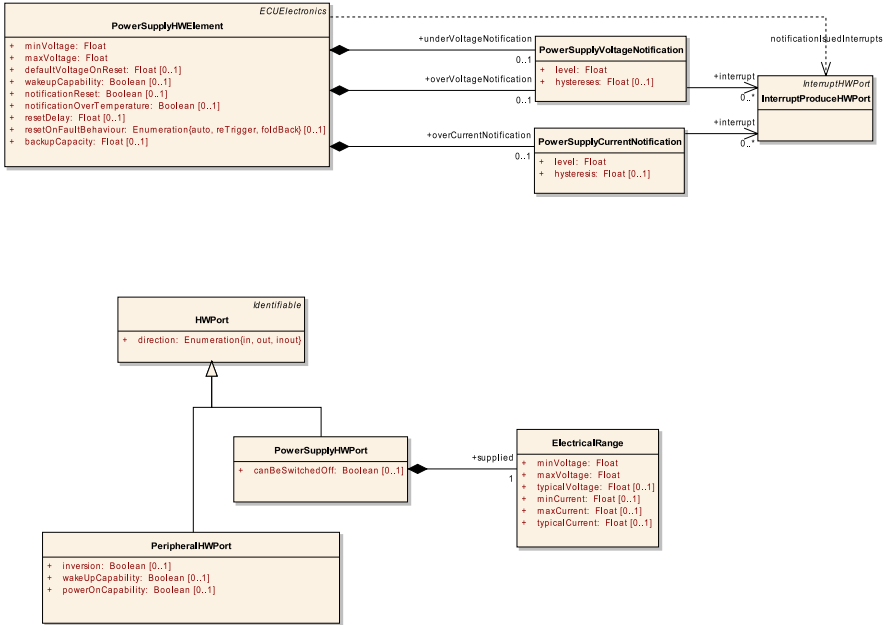 ECUElectronics
PowerSupplyHWElement
+ minVoltage: Float
+ maxVoltage: Float
+ defaultVoltageOnReset: Float [0..1]
+ wakeupCapability: Boolean [0..1]
+ notificationReset: Boolean [0..1]
+ notificationOverTemperature: Boolean [0..1]
+ resetDelay: Float [0..1]
+ resetOnFaultBehaviour: Enumeration{auto, reTrigger, foldBack} [0..1]
+ backupCapacity: Float [0..1]
+underVoltageNotification
0..1
+overVoltageNotification
0..1
+overCurrentNotification
0..1
PowerSupplyVoltageNotification
+ level: Float
+ hystereses: Float [0..1]
PowerSupplyCurrentNotification
+ level: Float
+ hysteresis: Float [0..1]
notificationIsuedInterrupts
+interrupt
0..*
+interrupt
0..*
InterruptHWPort
InterruptProduceHWPort
Identifiable
HWPort
+ direction: Enumeration{in, out, inout}
PowerSupplyHWPort
+ canBeSwitchedOff: Boolean [0..1]
+supplied
1
ElectricalRange
+ minVoltage: Float
+ maxVoltage: Float
+ typicalVoltage: Float [0..1]
+ minCurrent: Float [0..1]
+ maxCurrent: Float [0..1]
+ typicalCurrent: Float [0..1]
PeripheralHWPort
+ inversion: Boolean [0..1]
+ wakeUpCapability: Boolean [0..1]
+ powerOnCapability: Boolean [0..1]